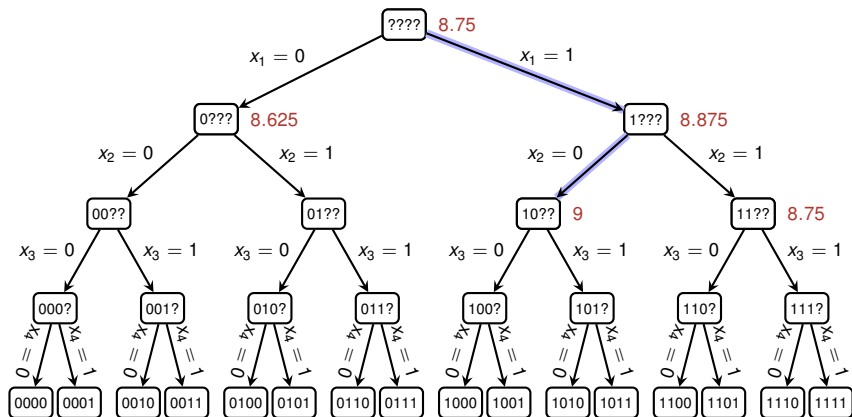 ???? 8.75
x₁ = 0 x₁ = 1
0??? 8.625 1??? 8.875
x₂ = 0 x₂ = 1 x₂ = 0 x₂ = 1
00?? 01?? 10?? 9 11?? 8.75
x₃ = 0 x₃ = 1 x₃ = 0 x₃ = 1 x₃ = 0 x₃ = 1 x₃ = 0 x₃ = 1
000? 001? 010? 011? 100? 101? 110? 111?
x₄ = 0 x₄ = 1 x₄ = 0 x₄ = 1 x₄ = 0 x₄ = 1 x₄ = 0 x₄ = 1 x₄ = 0 x₄ = 1 x₄ = 0 x₄ = 1 x₄ = 0 x₄ = 1 x₄ = 0 x₄ = 1
0000 0001 0010 0011 0100 0101 0110 0111 1000 1001 1010 1011 1100 1101 1110 1111